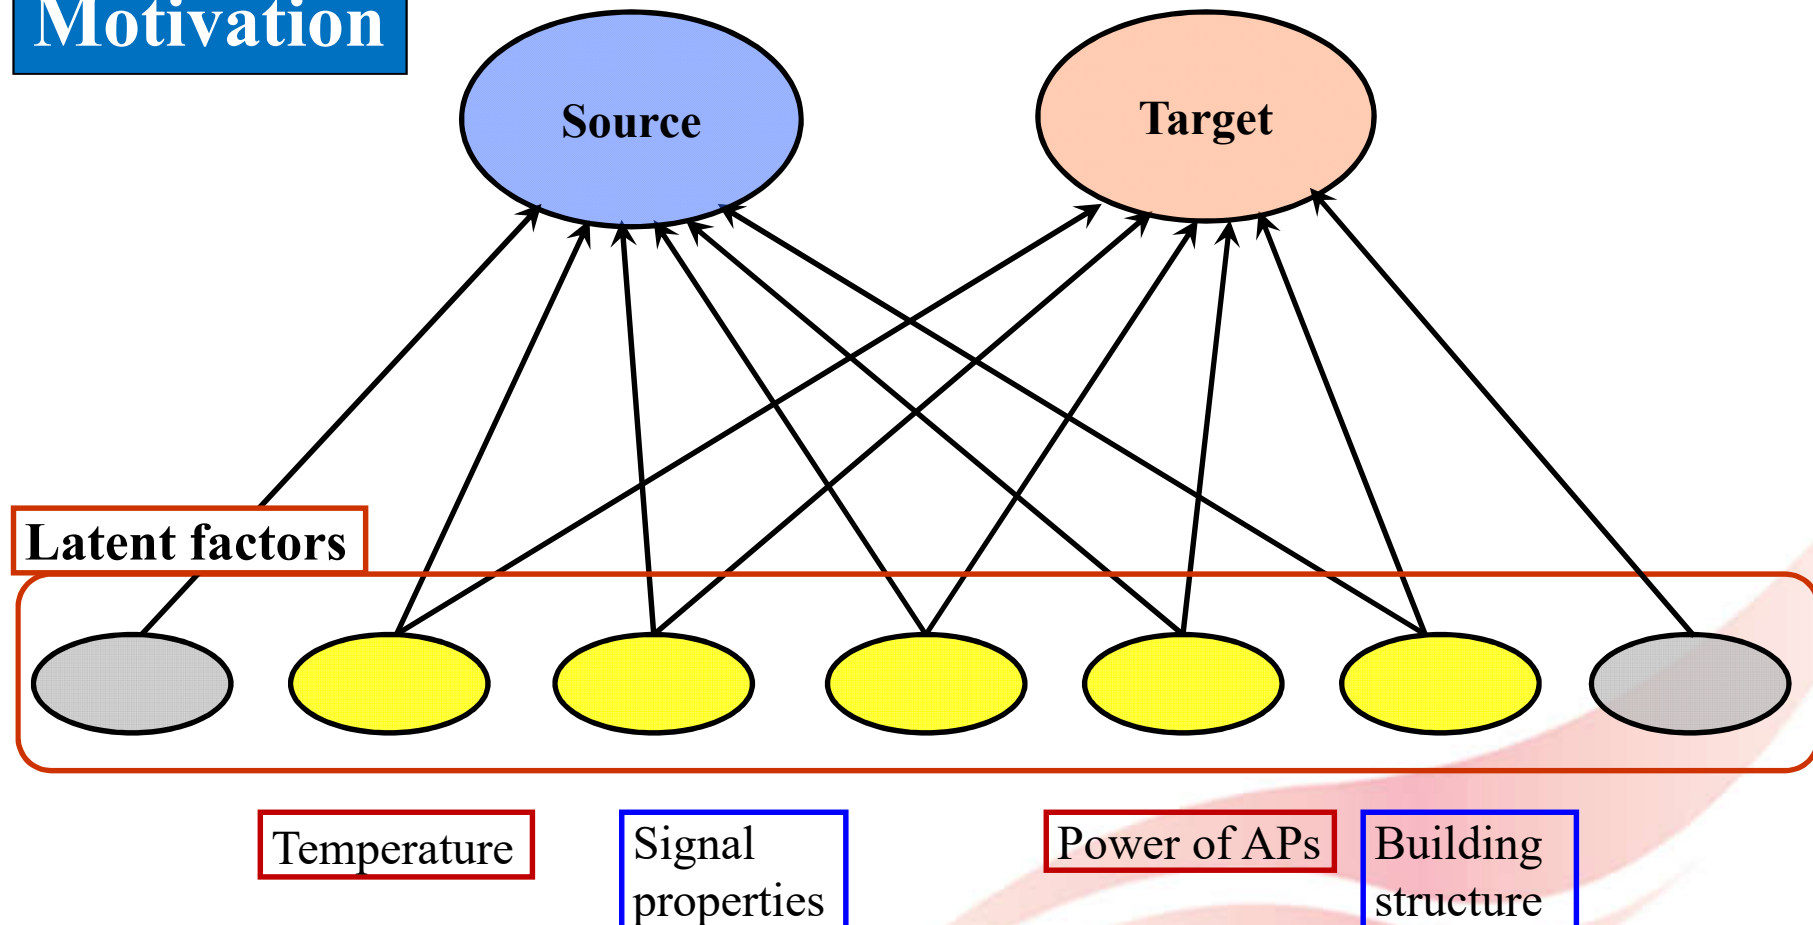 Motivation
Source
Target
Latent factors
Temperature
Signal
properties
Power of APs
Building
structure